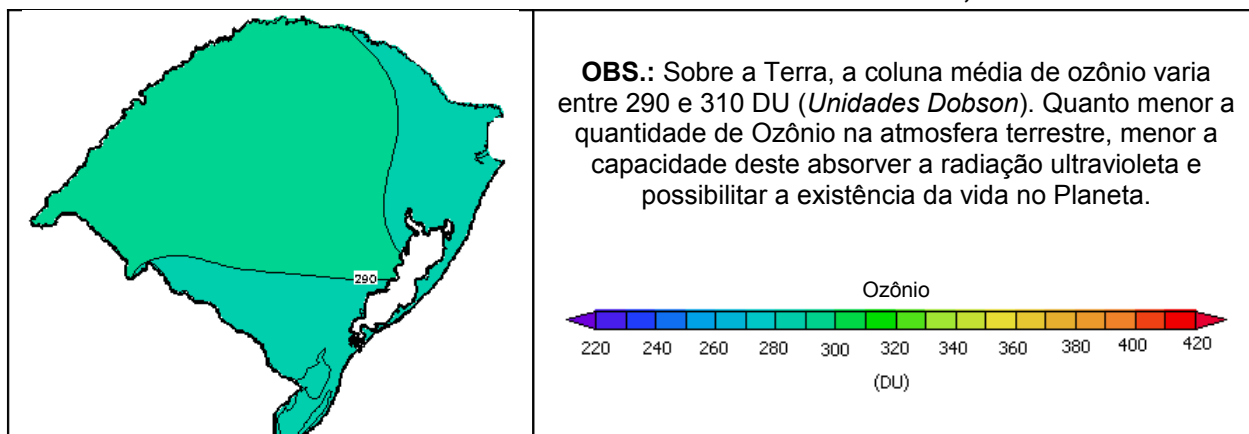 290
OBS.: Sobre a Terra, a coluna média de ozônio varia
entre 290 e 310 DU (Unidades Dobson). Quanto menor a
quantidade de Ozônio na atmosfera terrestre, menor a
capacidade deste absorver a radiação ultravioleta e
possibilitar a existência da vida no Planeta.
Ozônio
220 240 260 280 300 320 340 360 380 400 420
(DU)